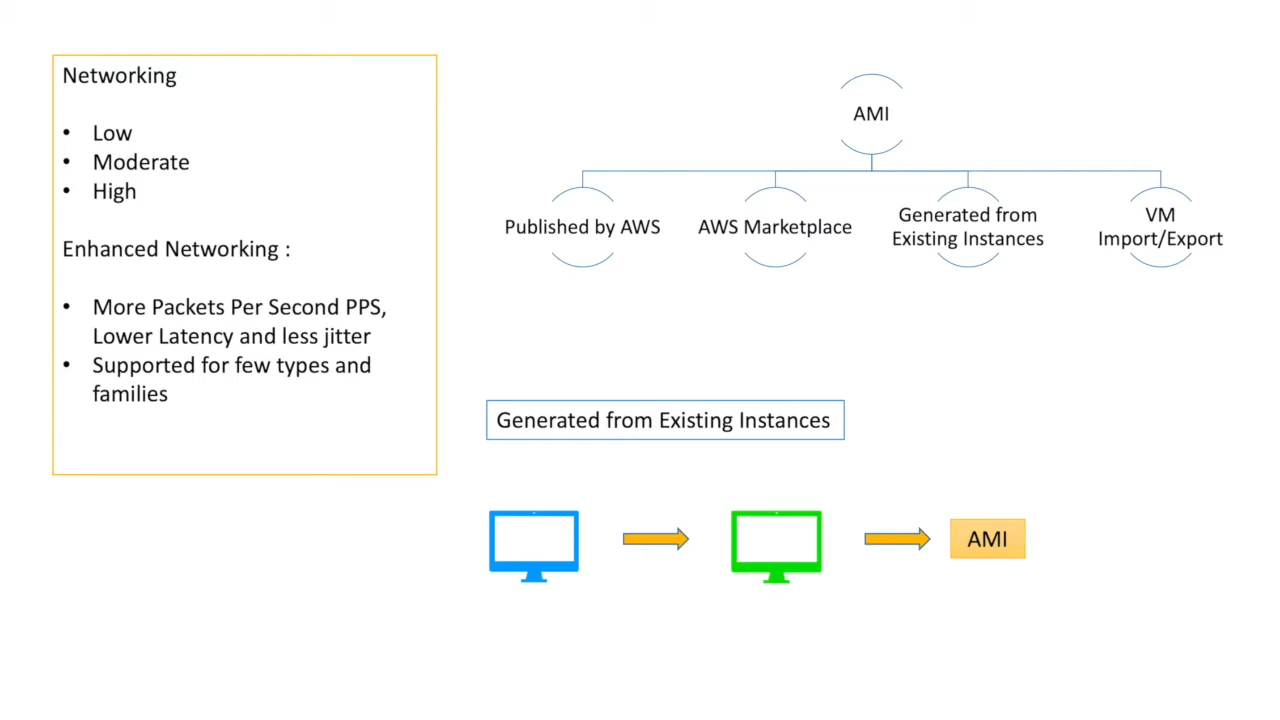 Networking
• Low
• Moderate
• High
Enhanced Networking :
• More Packets Per Second PPS,
Lower Latency and less jitter
• Supported for few types and
families
AMI
Published by AWS
AWS Marketplace
Generated from
Existing Instances
VM
Import/Export
Generated from Existing Instances
AMI